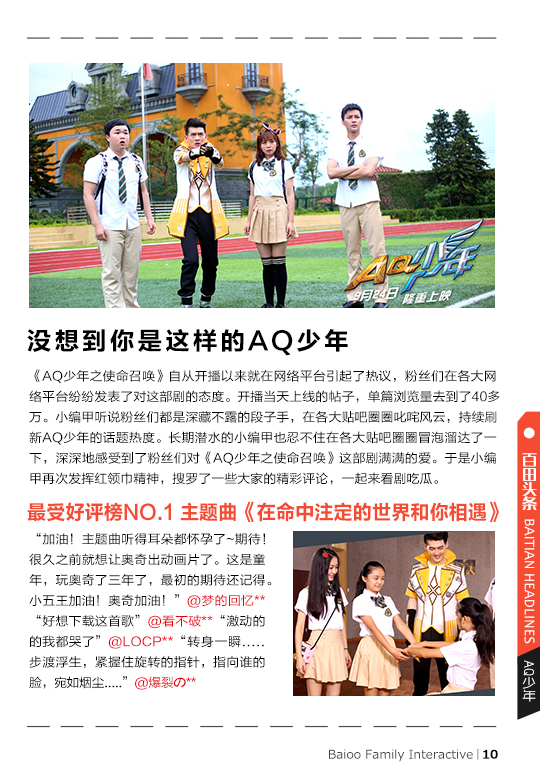 AQ少年
9月24日 隆重上映
没想到你是这样的AQ少年
《AQ少年之使命召唤》自从开播以来就在网络平台引起了热议，粉丝们在各大网
络平台纷纷发表了对这部剧的态度。开播当天上线的帖子，单篇浏览量去到了40多
万。小编甲听说粉丝们都是深藏不露的段子手，在各大贴吧圈圈叱咤风云，持续刷
新AQ少年的话题热度。长期潜水的小编甲也忍不住在各大贴吧圈圈冒泡溜达了一
下，深深地感受到了粉丝们对《AQ少年之使命召唤》这部剧满满的爱。于是小编
甲再次发挥红领巾精神，搜罗了一些大家的精彩评论，一起来看剧吃瓜。
最受好评榜NO.1 主题曲《在命中注定的世界和你相遇》
“加油！主题曲听得耳朵都怀孕了~期待！
很久之前就想让奥奇出动画片了。这是童
年，玩奥奇了三年了，最初的期待还记得。
小五王加油！奥奇加油！”@梦的回忆**
“好想下载这首歌”@看不破**“激动的
的我都哭了”@LOCP**“转身一瞬.....
步渡浮生，紧握住旋转的指针，指向谁的
脸，宛如烟尘.....”@爆裂の**
百田头条 BAITIAN HEADLINES
AQ少年
Baioo Family Interactive | 10